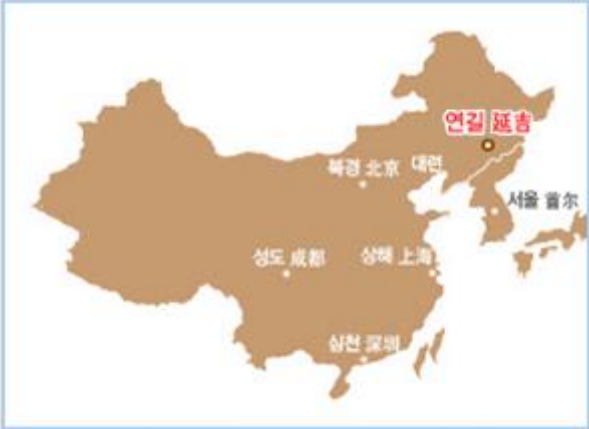 연길 延吉
북경 北京
대련
서울 首尔
성도 成都
상해 上海
심천 深圳